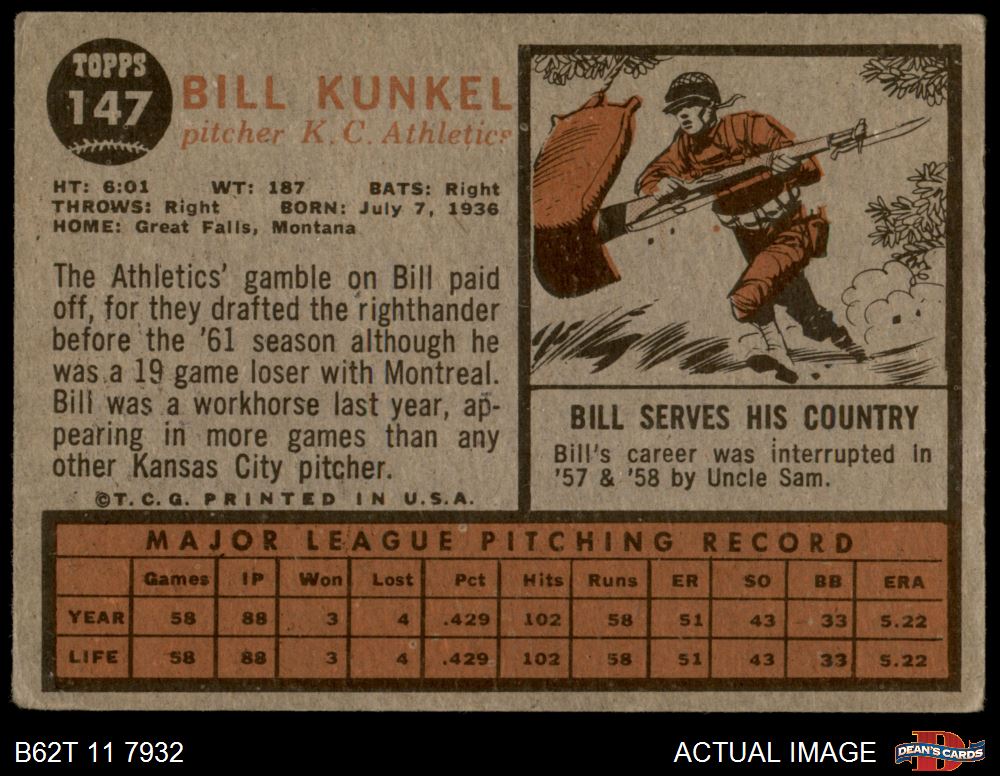 TOPPS
147
BILL KUNKEL
pitcher K.C. Athletics
HT: 6:01 WT: 187 BATS: Right
THROWS: Right BORN: July 7, 1936
HOME: Great Falls, Montana
The Athletics' gamble on Bill paid
off, for they drafted the righthander
before the '61 season although he
was a 19 game loser with Montreal.
Bill was a workhorse last year, ap-
pearing in more games than any
other Kansas City pitcher.
©T.C.G. PRINTED IN U.S.A.
BILL SERVES HIS COUNTRY
Bill's career was interrupted in
'57 & '58 by Uncle Sam.
MAJOR LEAGUE PITCHING RECORD
Games IP Won Lost Pct Hits Runs ER SO BB ERA
YEAR 58 88 3 4 .429 102 58 51 43 33 5.22
LIFE 58 88 3 4 .429 102 58 51 43 33 5.22
B62T 11 7932
ACTUAL IMAGE
D
DEAN'S CARDS